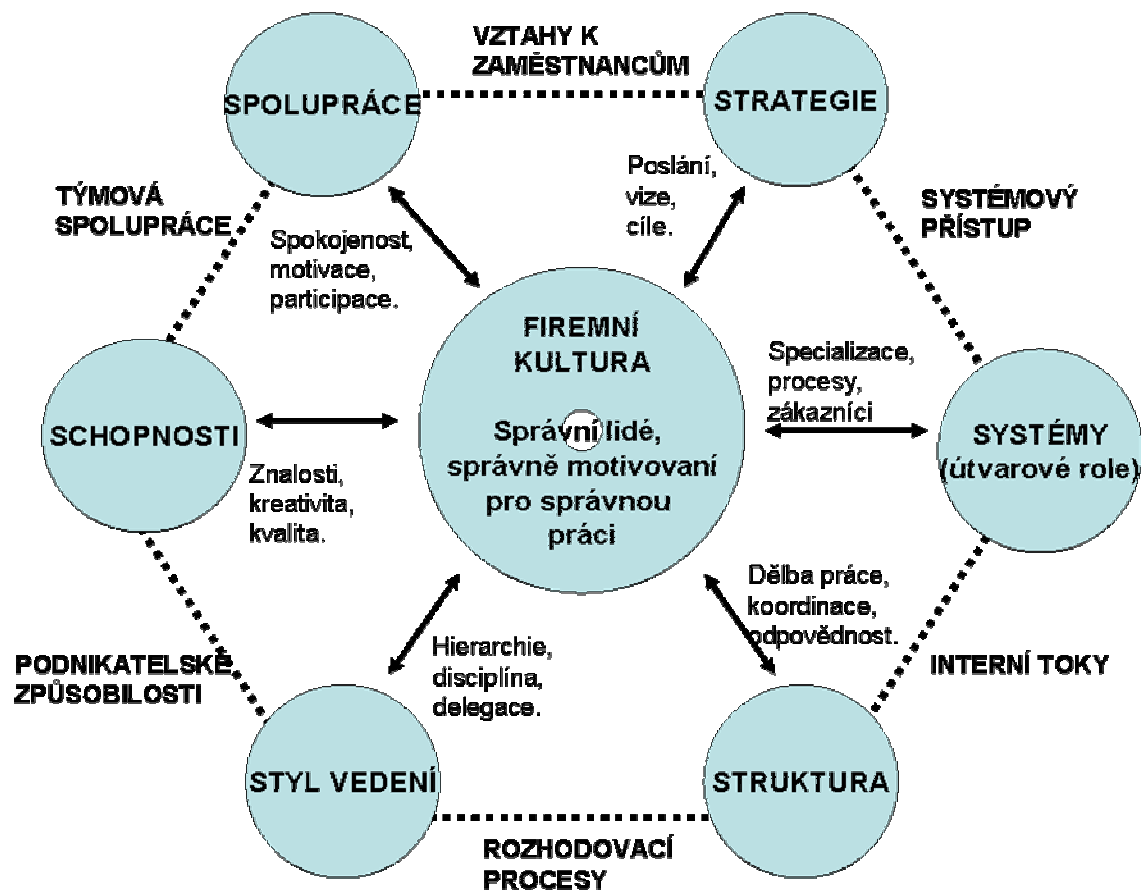 VZTAHY K
ZAMĚSTNANCŮM
SPOLUPRÁCE
STRATEGIE
TÝMOVÁ
SPOLUPRÁCE
Poslání,
vize,
cíle.
SYSTÉMOVÝ
PŘÍSTUP
Spokojenost,
motivace,
participace.
FIREMNÍ
KULTURA
Správní lidé,
správně motivovaní
pro správnou
práci
Specializace,
procesy,
zákazníci
SCHOPNOSTI
SYSTÉMY
(útvarové role)
Znalosti,
kreativita,
kvalita.
Dělba práce,
koordinace,
odpovědnost.
PODNIKATELSKÉ
ZPŮSOBILOSTI
Hierarchie,
disciplína,
delegace.
INTERNÍ TOKY
STYL VEDENÍ
STRUKTURA
ROZHODOVACÍ
PROCESY